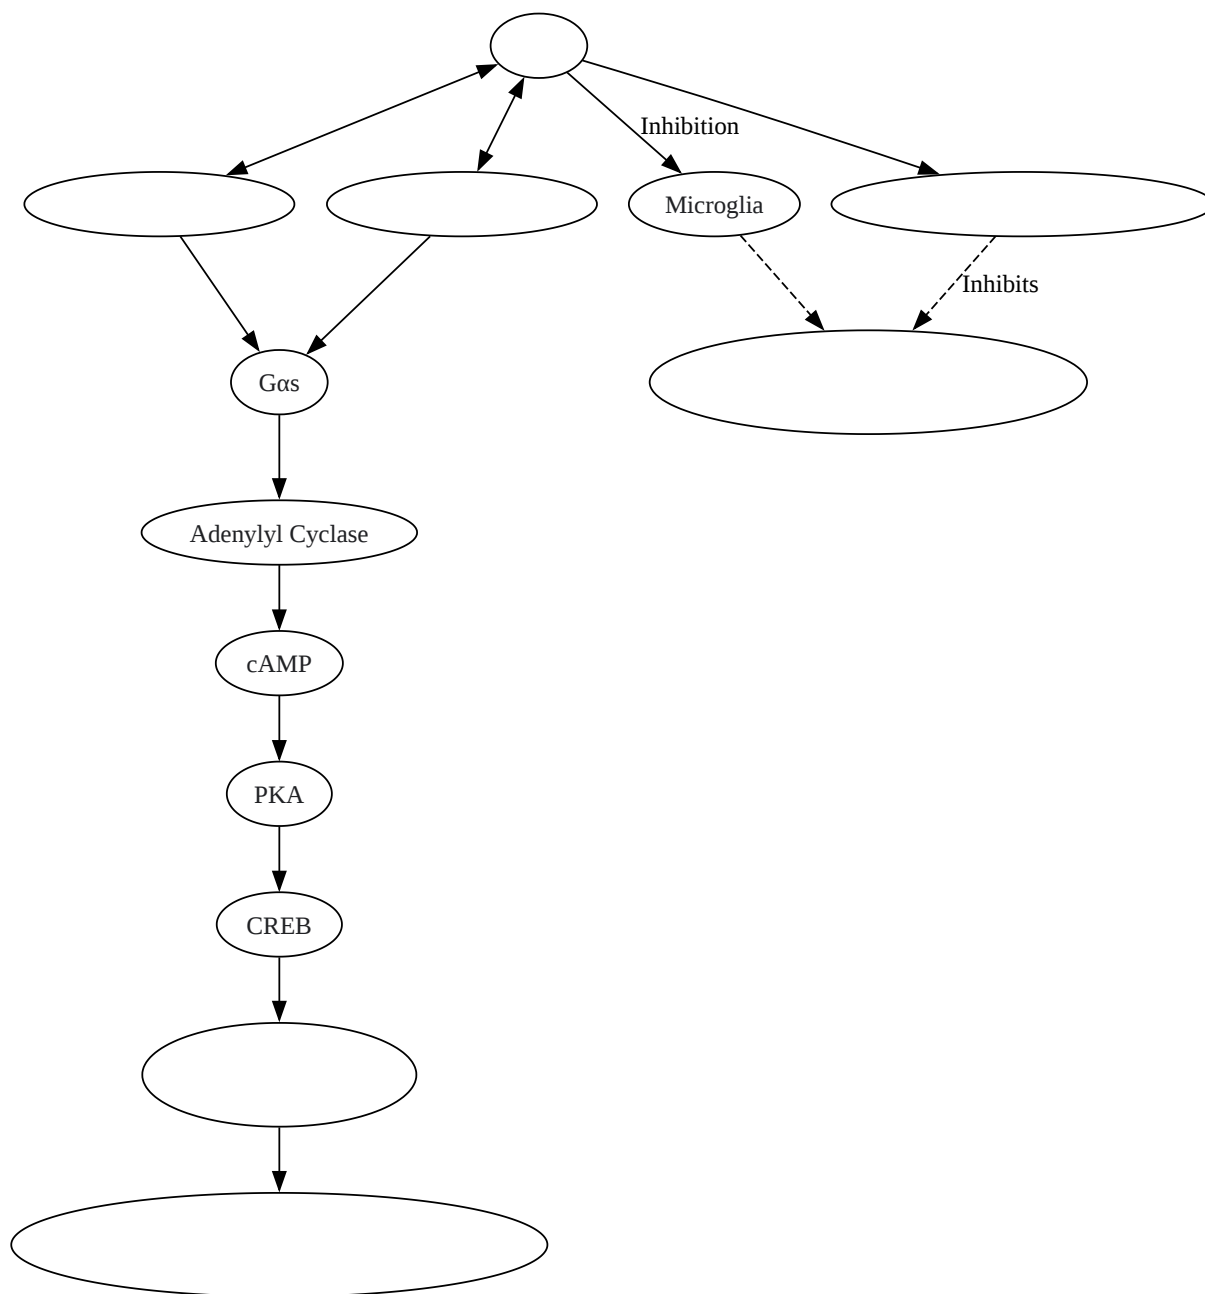 Inhibition
Microglia
Inhibits
Gαs
Adenylyl Cyclase
cAMP
PKA
CREB